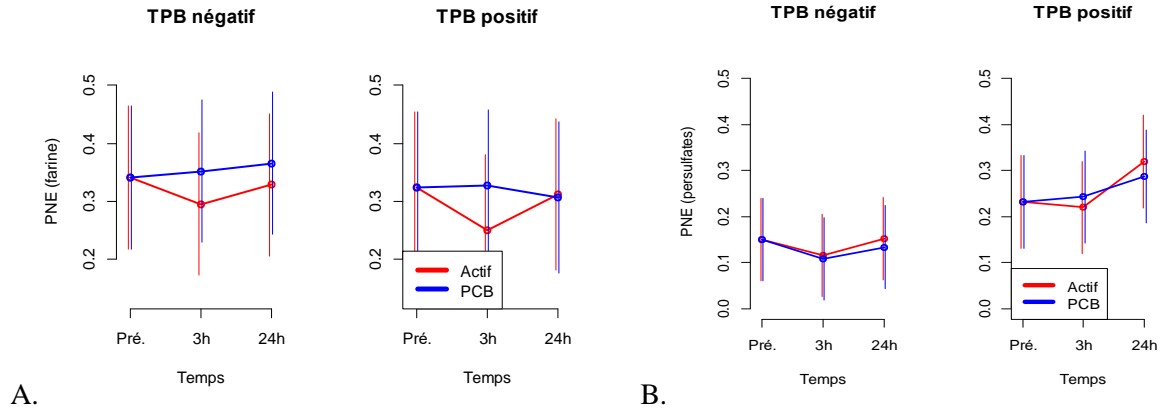 TPB négatif
PNE (farine)
0.5
0.4
0.3
0.2
Pré.
3h
24h
Temps
TPB positif
0.5
0.4
0.3
0.2
Actif
PCB
Pré.
3h
24h
Temps
A.
TPB négatif
PNE (persulfates)
0.5
0.4
0.3
0.2
0.1
0.0
Pré.
3h
24h
Temps
TPB positif
0.5
0.4
0.3
0.2
0.1
0.0
Actif
PCB
Pré.
3h
24h
Temps
B.